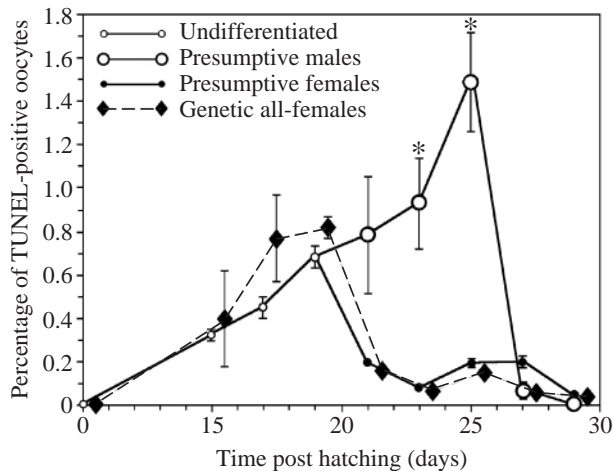 Percentage of TUNEL-positive oocytes
1.8
1.6
1.4
1.2
1.0
0.8
0.6
0.4
0.2
0
Undifferentiated
Presumptive males
Presumptive females
Genetic all-females
*
*
0 15 20 25 30
Time post hatching (days)